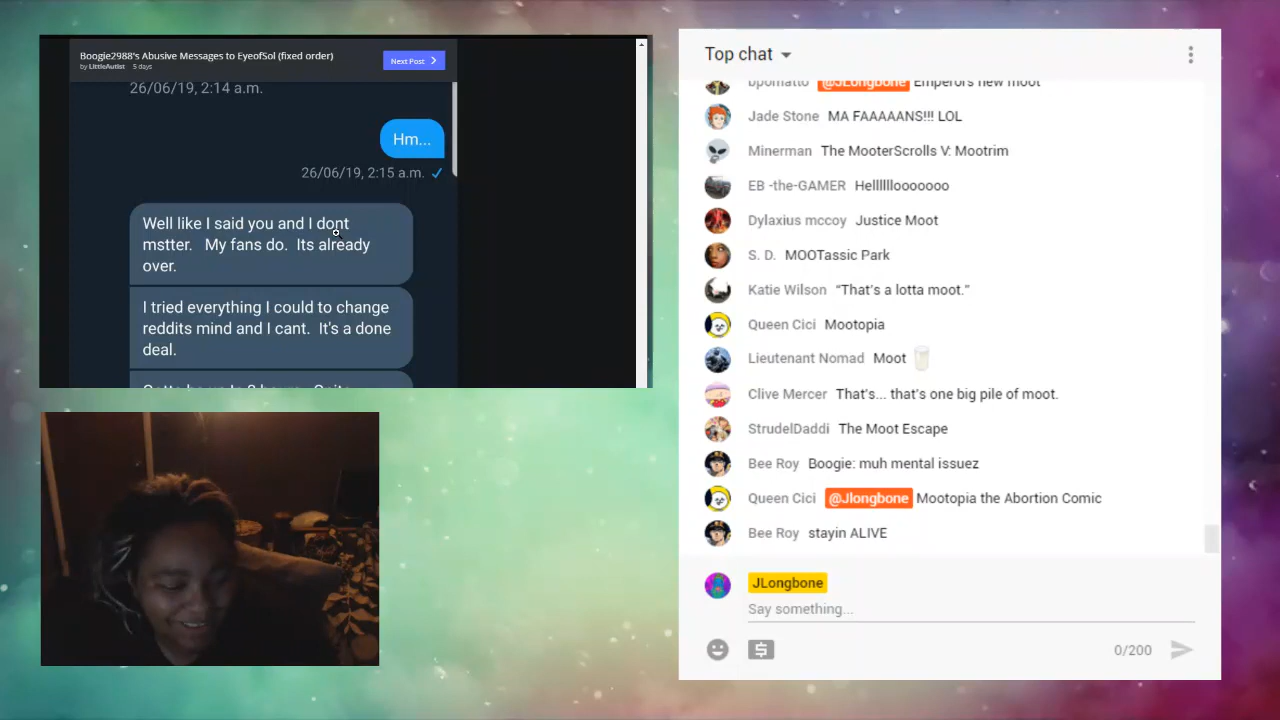 Boogie2988's Abusive Messages to EyeofSol (fixed order)
by LittleAutist 5 days
Next Post
26/06/19, 2:14 a.m.
Hm...
26/06/19, 2:15 a.m.
Well like I said you and I dont
mstter. My fans do. Its already
over.
I tried everything I could to change
reddits mind and I cant. It's a done
deal.
Top chat
bpomatto @JLongbone Emperors new moot
Jade Stone MA FAAAAANS!!! LOL
Minerman The MooterScrolls V: Mootrim
EB -the-GAMER Helllllloooooooo
Dylaxius mccoy Justice Moot
S. D. MOOTassic Park
Katie Wilson “That's a lotta moot.”
Queen Cici Mootopia
Lieutenant Nomad Moot
Clive Mercer That's... that's one big pile of moot.
StrudelDaddi The Moot Escape
Bee Roy Boogie: muh mental issuez
Queen Cici @Jlongbone Mootopia the Abortion Comic
Bee Roy stayin ALIVE
JLongbone
Say something...
0/200